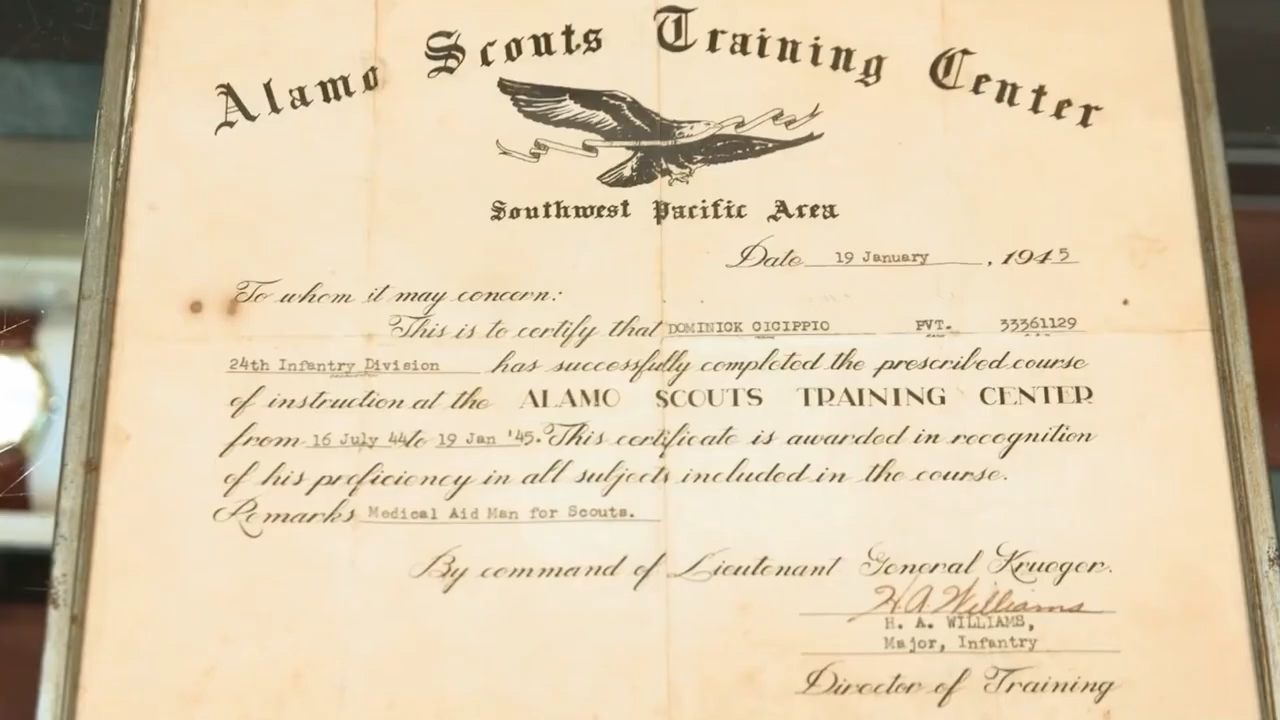 Alamo Scouts Training Center
Southwest Pacific Area
Date 19 January , 1945
To whom it may concern:
This is to certify that DOMINICK CICIPPIO PVT. 33361129
24th Infantry Division has successfully completed the prescribed course
of instruction at the ALAMO SCOUTS TRAINING CENTER
from 16 July 44 to 19 Jan '45. This certificate is awarded in recognition
of his proficiency in all subjects included in the course.
Remarks Medical Aid Man for Scouts.
By command of Lieutenant General Krueger.
H A Williams
H. A. WILLIAMS,
Major, Infantry
Director of Training